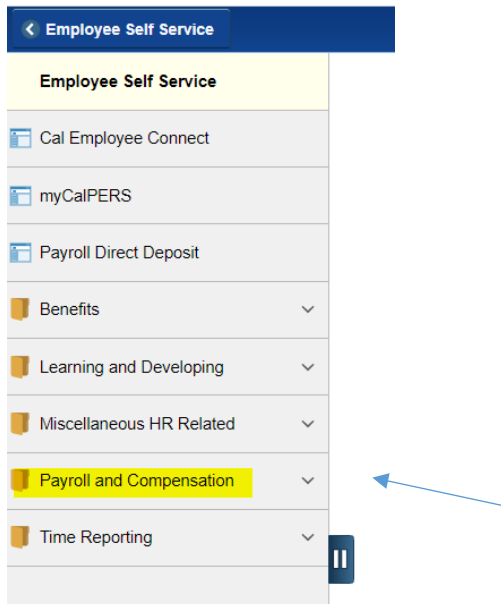 Employee Self Service
Employee Self Service
Cal Employee Connect
myCalPERS
Payroll Direct Deposit
Benefits
Learning and Developing
Miscellaneous HR Related
Payroll and Compensation
Time Reporting